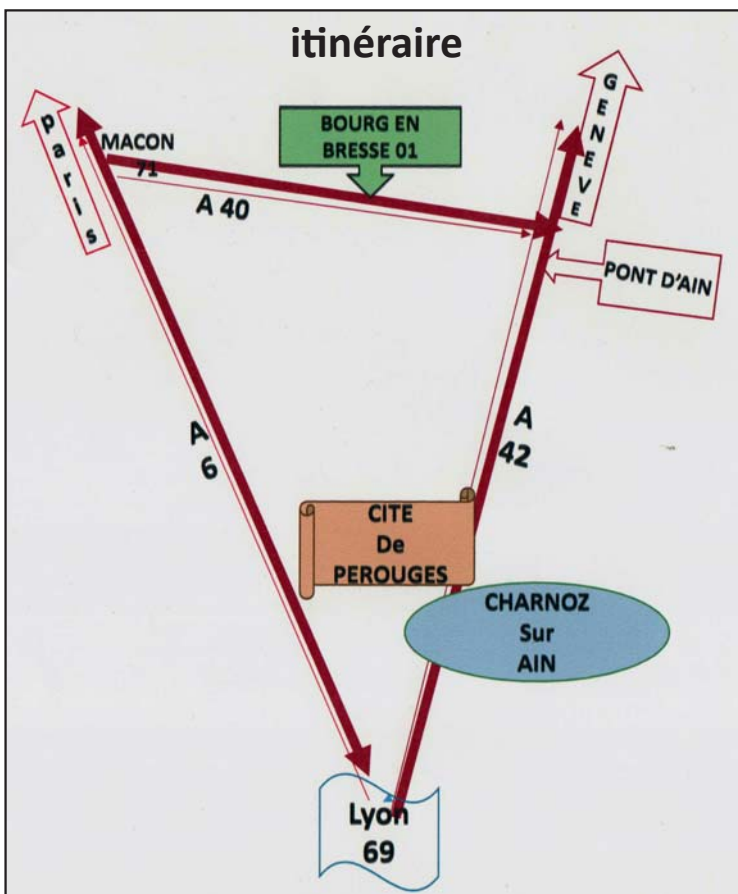 itinéraire
paris
GENEVE
MACON
71
BOURG EN
BRESSE 01
A 40
PONT D'AIN
A
6
A
42
CITE
De
PEROUGES
CHARNOZ
Sur
AIN
Lyon
69